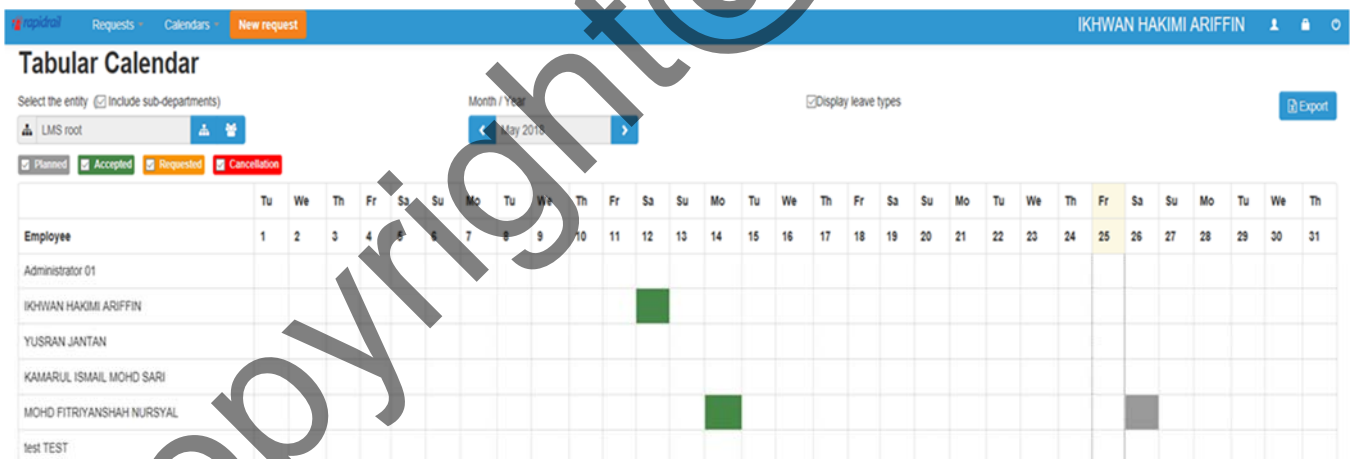 rapidrail Requests Calendars New request IKHWAN HAKIMI ARIFFIN
Tabular Calendar
Select the entity (Include sub-departments) Month / Year Display leave types Export
LMS root May 2018
Planned Accepted Requested Cancellation
Tu We Th Fr Sa Su Mo Tu We Th Fr Sa Su Mo Tu We Th Fr Sa Su Mo Tu We Th Fr Sa Su Mo Tu We Th
Employee 1 2 3 4 5 6 7 8 9 10 11 12 13 14 15 16 17 18 19 20 21 22 23 24 25 26 27 28 29 30 31
Administrator 01
IKHWAN HAKIMI ARIFFIN
YUSRAN JANTAN
KAMARUL ISMAIL MOHD SARI
MOHD FITRIYANSHAH NURSYAL
test TEST
opyright©